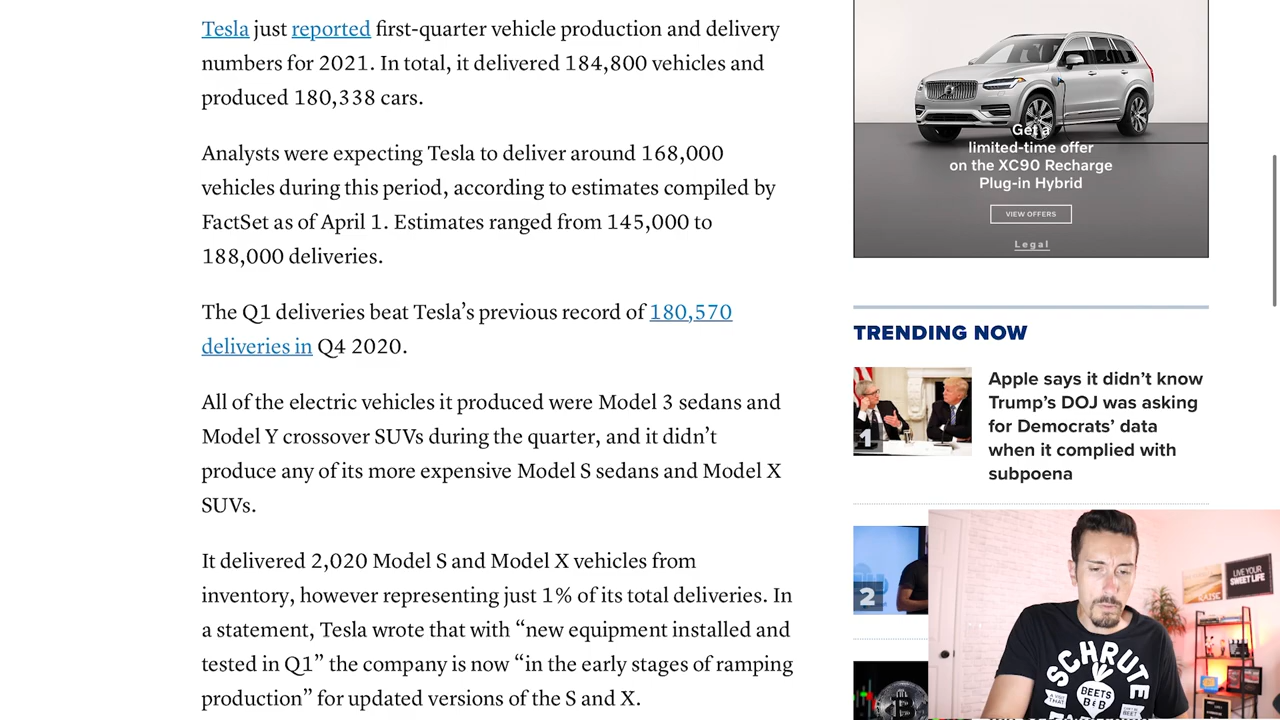 Tesla just reported first-quarter vehicle production and delivery
numbers for 2021. In total, it delivered 184,800 vehicles and
produced 180,338 cars.
Analysts were expecting Tesla to deliver around 168,000
vehicles during this period, according to estimates compiled by
FactSet as of April 1. Estimates ranged from 145,000 to
188,000 deliveries.
The Q1 deliveries beat Tesla’s previous record of 180,570
deliveries in Q4 2020.
All of the electric vehicles it produced were Model 3 sedans and
Model Y crossover SUVs during the quarter, and it didn’t
produce any of its more expensive Model S sedans and Model X
SUVs.
It delivered 2,020 Model S and Model X vehicles from
inventory, however representing just 1% of its total deliveries. In
a statement, Tesla wrote that with “new equipment installed and
tested in Q1” the company is now “in the early stages of ramping
production” for updated versions of the S and X.
Get a
limited-time offer
on the XC90 Recharge
Plug-in Hybrid
VIEW OFFERS
Legal
TRENDING NOW
1
Apple says it didn’t know
Trump’s DOJ was asking
for Democrats’ data
when it complied with
subpoena
2
LIVE YOUR
SWEET LIFE
SCHRUTE
BEETS
B&B